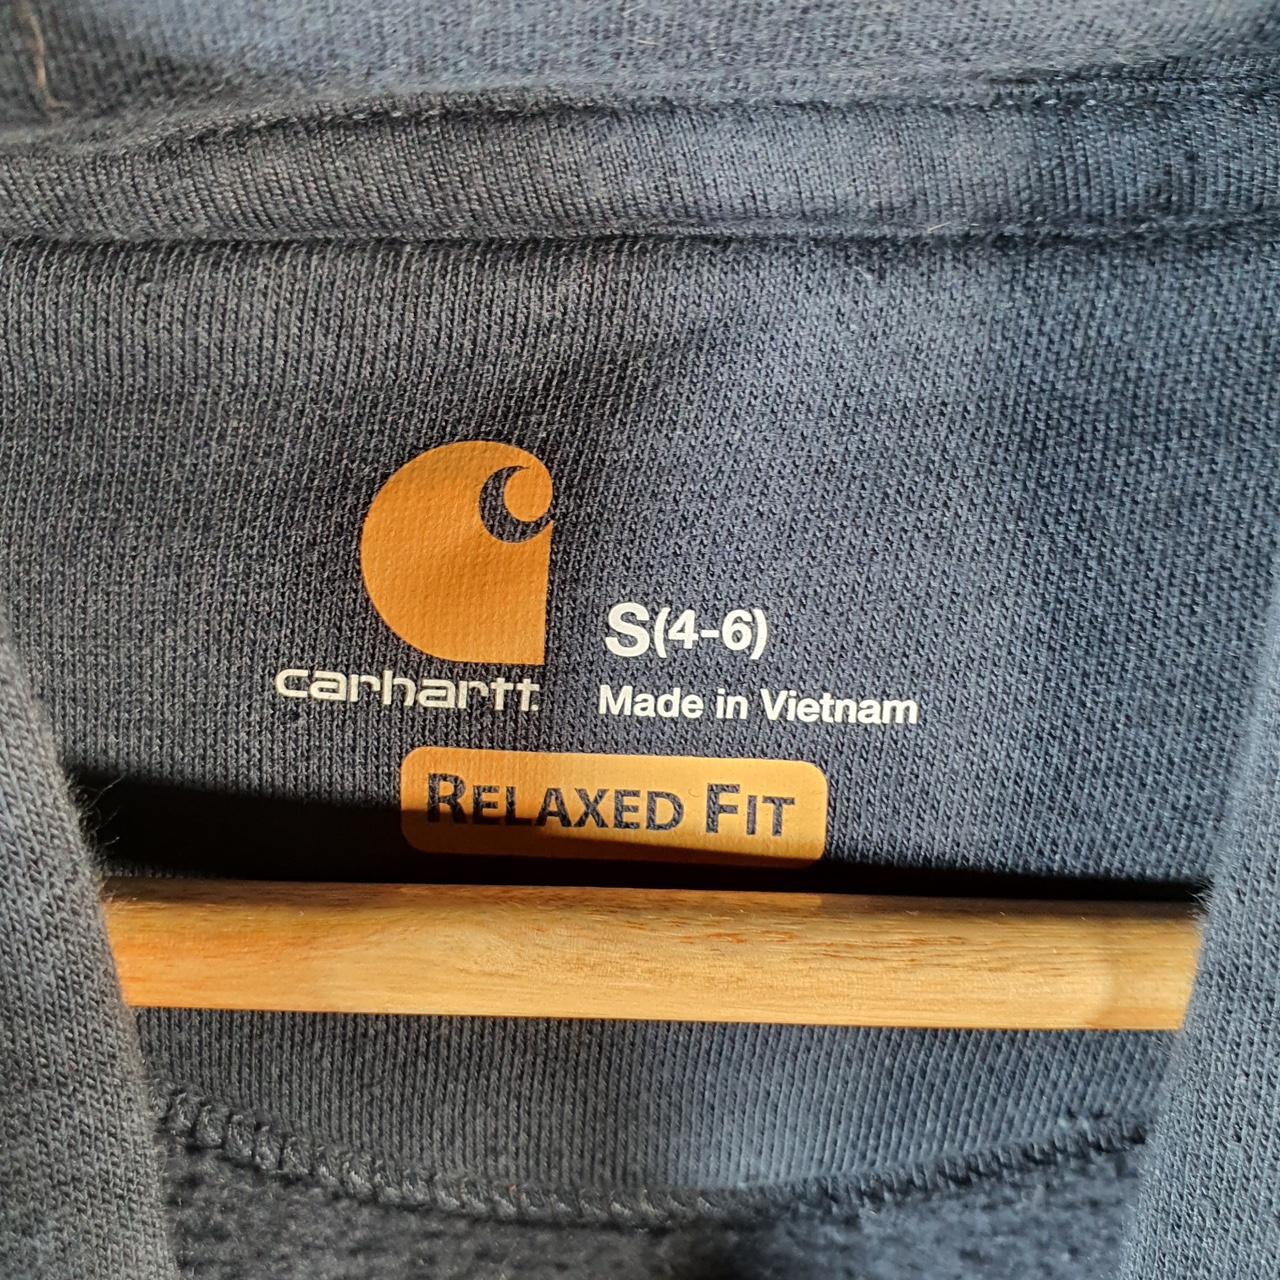 carhartt.
S(4-6)
Made in Vietnam
RELAXED FIT